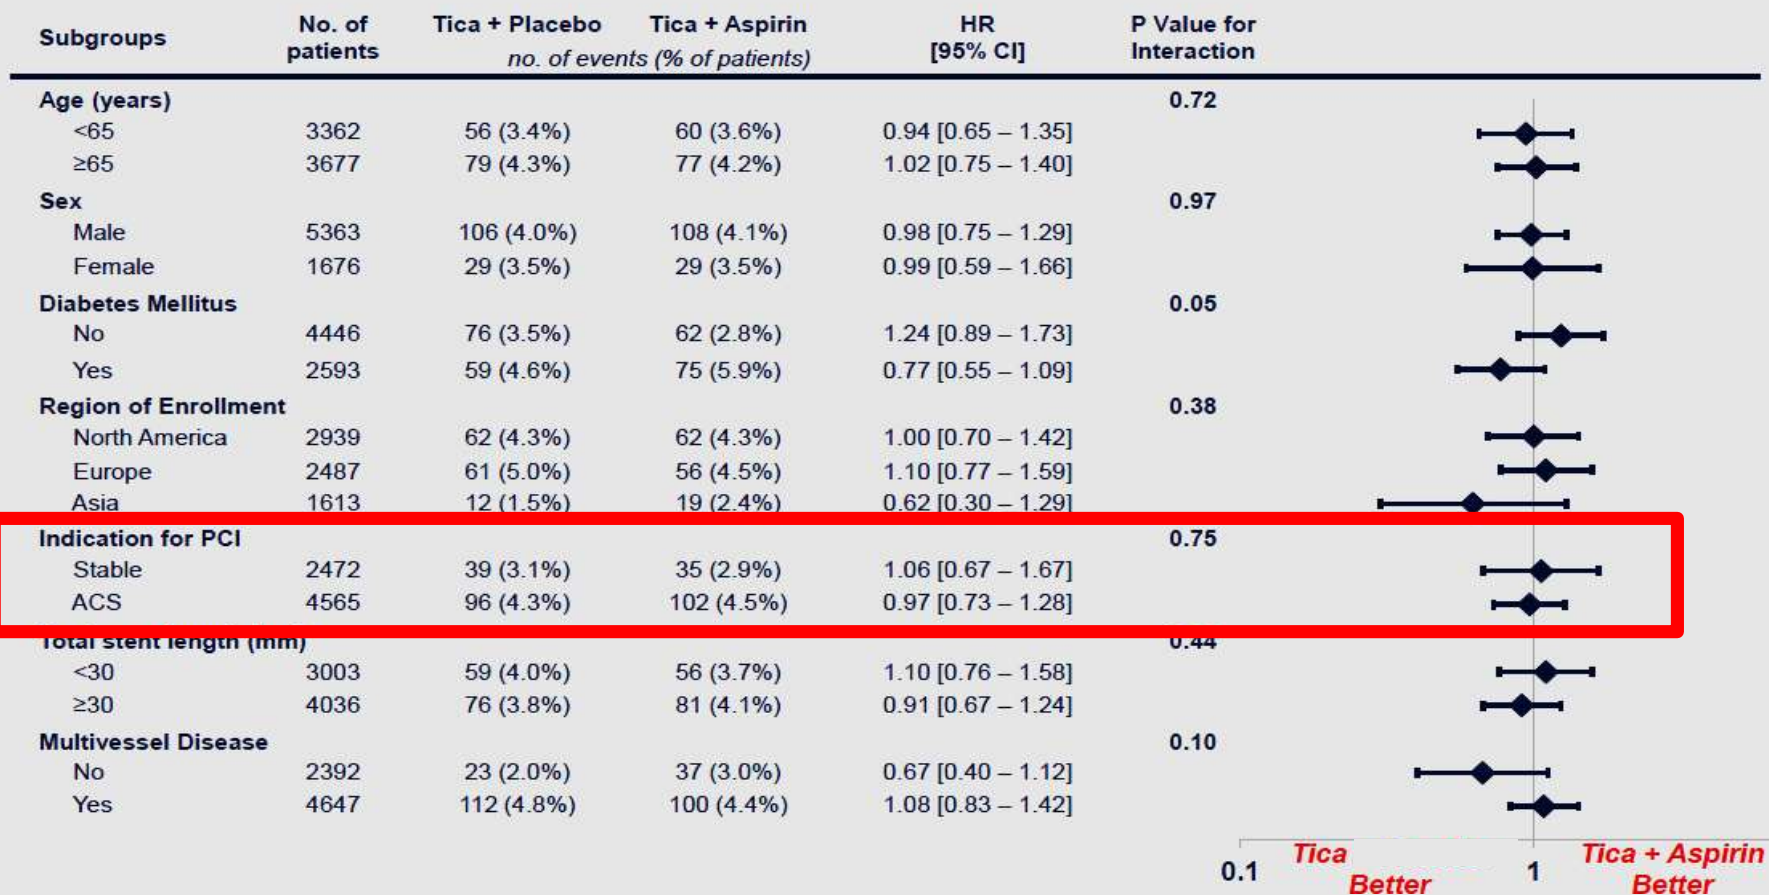 Subgroups No. of patients Tica + Placebo Tica + Aspirin HR [95% CI] P Value for Interaction
no. of events (% of patients)
Age (years) 0.72
<65 3362 56 (3.4%) 60 (3.6%) 0.94 [0.65 – 1.35]
≥65 3677 79 (4.3%) 77 (4.2%) 1.02 [0.75 – 1.40]
Sex 0.97
Male 5363 106 (4.0%) 108 (4.1%) 0.98 [0.75 – 1.29]
Female 1676 29 (3.5%) 29 (3.5%) 0.99 [0.59 – 1.66]
Diabetes Mellitus 0.05
No 4446 76 (3.5%) 62 (2.8%) 1.24 [0.89 – 1.73]
Yes 2593 59 (4.6%) 75 (5.9%) 0.77 [0.55 – 1.09]
Region of Enrollment 0.38
North America 2939 62 (4.3%) 62 (4.3%) 1.00 [0.70 – 1.42]
Europe 2487 61 (5.0%) 56 (4.5%) 1.10 [0.77 – 1.59]
Asia 1613 12 (1.5%) 19 (2.4%) 0.62 [0.30 – 1.29]
Indication for PCI 0.75
Stable 2472 39 (3.1%) 35 (2.9%) 1.06 [0.67 – 1.67]
ACS 4565 96 (4.3%) 102 (4.5%) 0.97 [0.73 – 1.28]
Total stent length (mm) 0.44
<30 3003 59 (4.0%) 56 (3.7%) 1.10 [0.76 – 1.58]
≥30 4036 76 (3.8%) 81 (4.1%) 0.91 [0.67 – 1.24]
Multivessel Disease 0.10
No 2392 23 (2.0%) 37 (3.0%) 0.67 [0.40 – 1.12]
Yes 4647 112 (4.8%) 100 (4.4%) 1.08 [0.83 – 1.42]
0.1 1
Tica
Better
Tica + Aspirin
Better